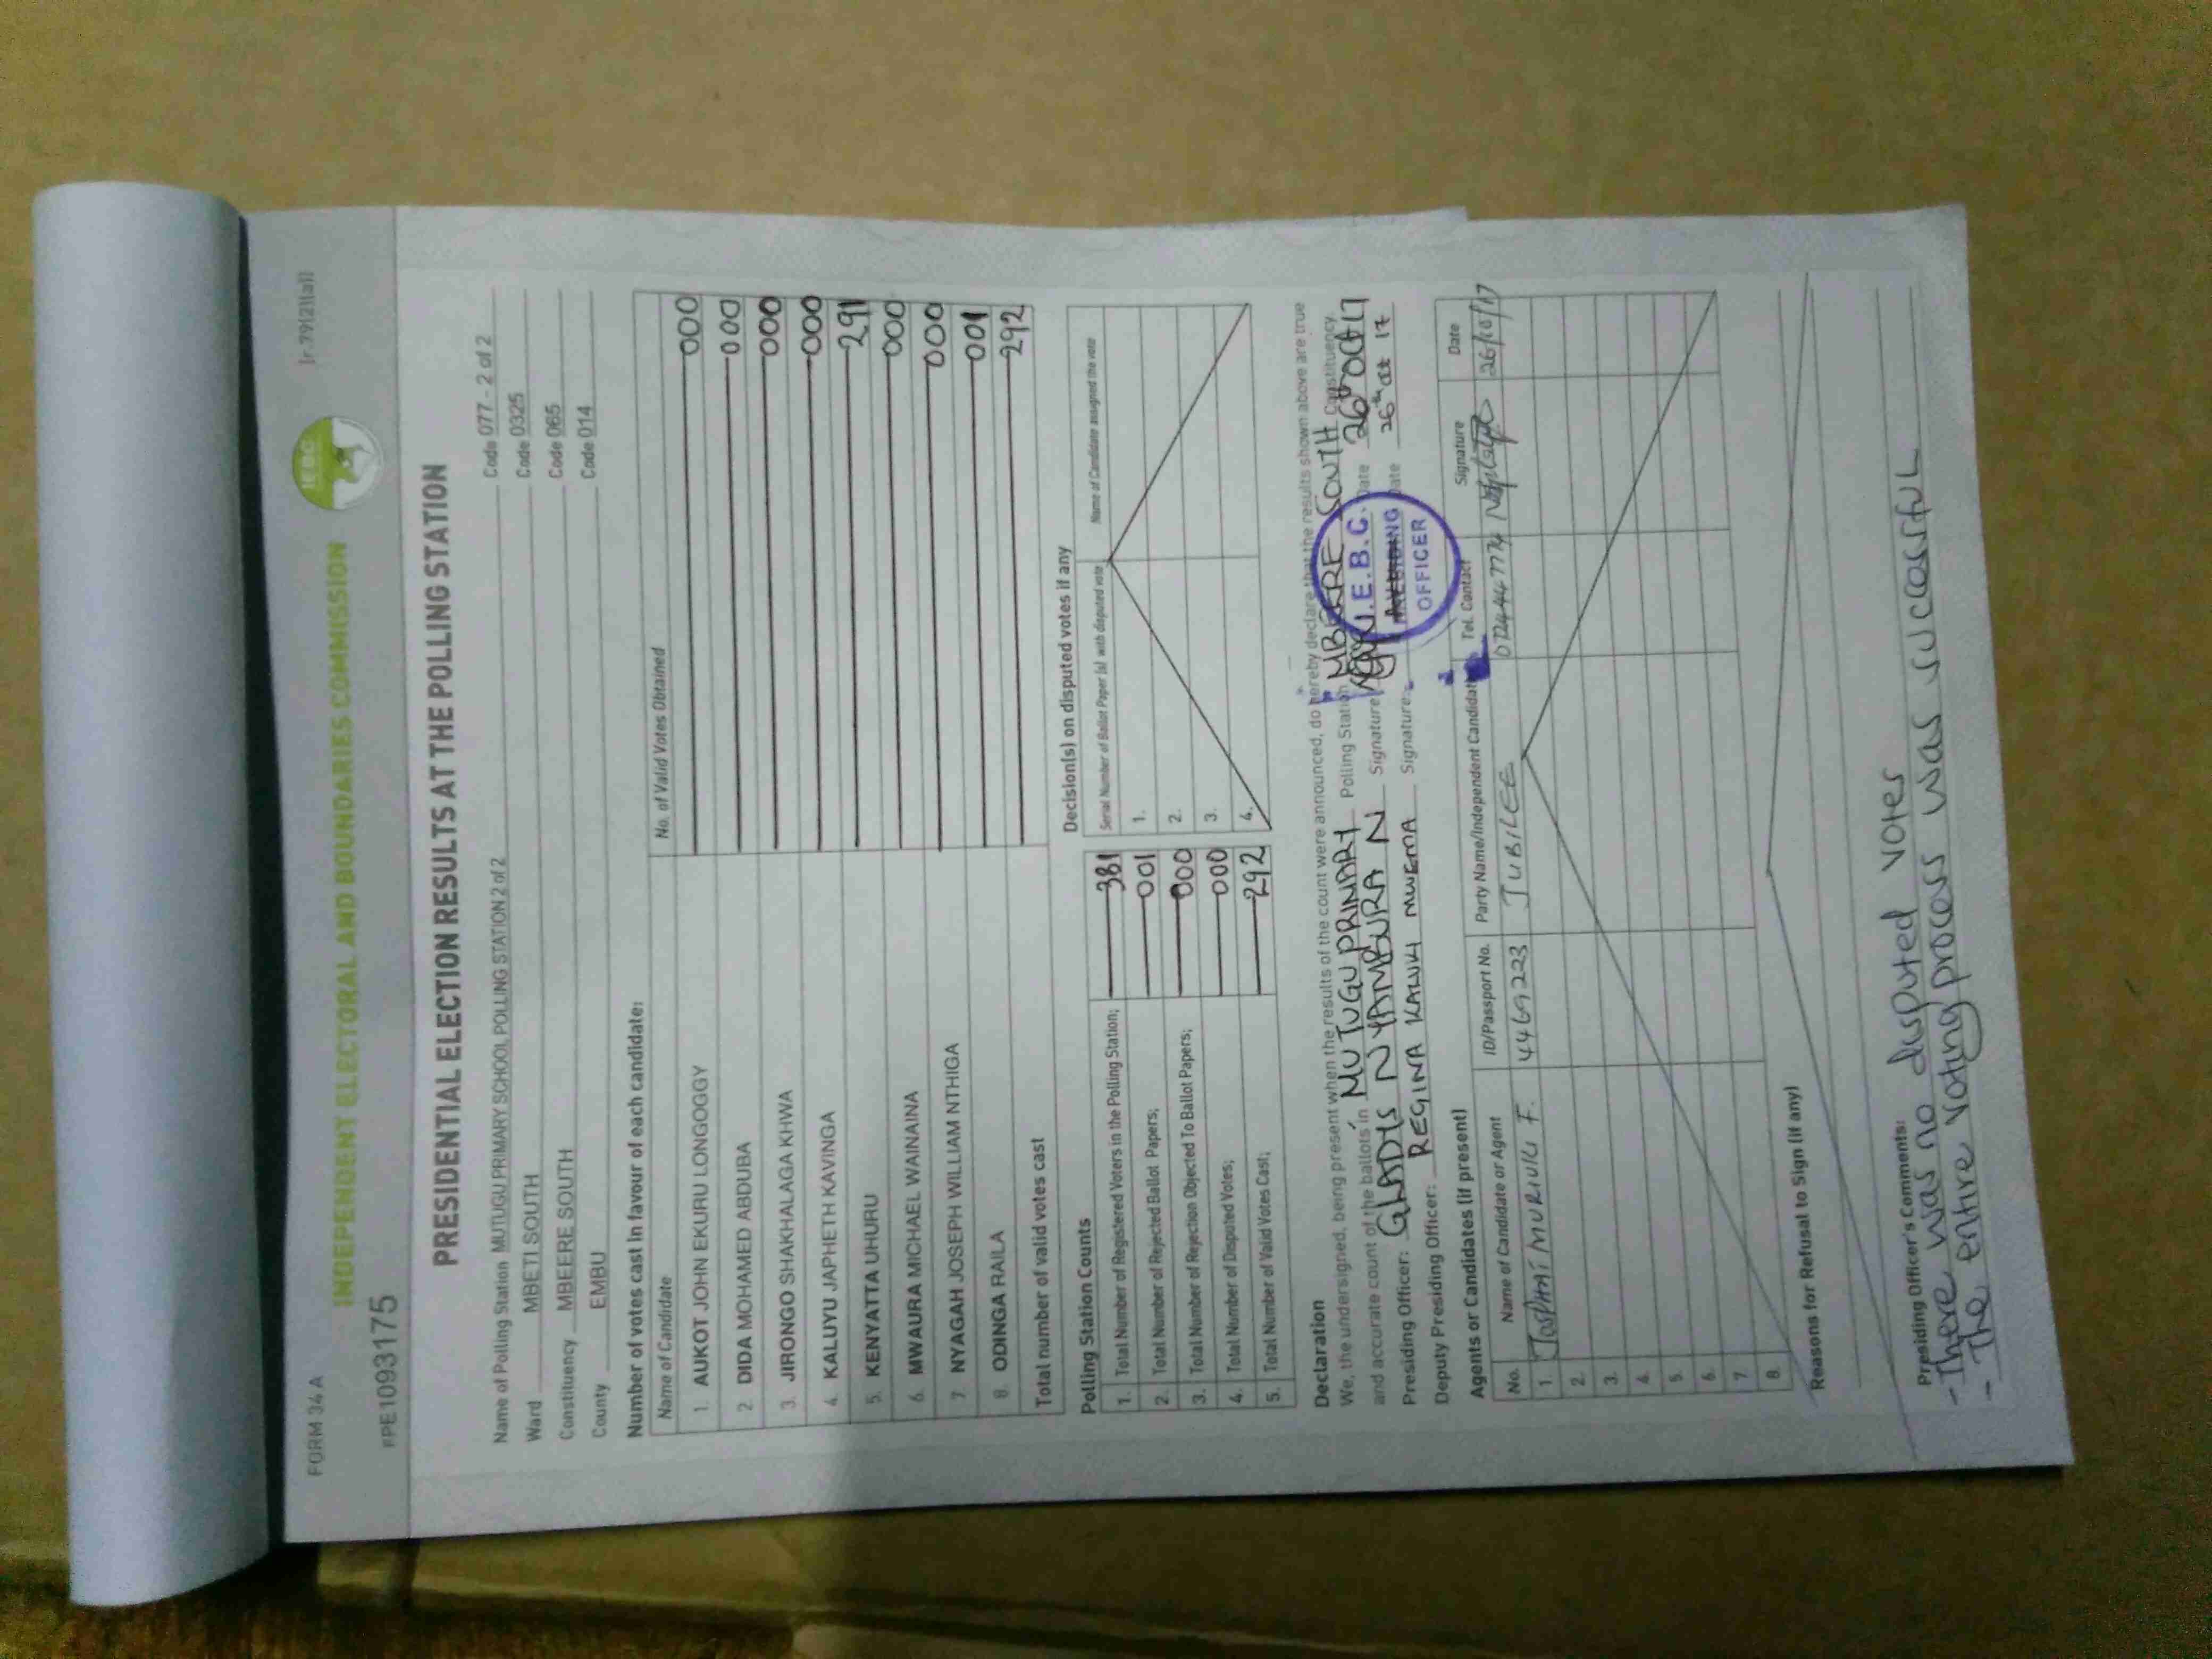 FORM 34 A
[r.79(2)(a)]
INDEPENDENT ELECTORAL AND BOUNDARIES COMMISSION
IEBC
#PE1093175
PRESIDENTIAL ELECTION RESULTS AT THE POLLING STATION
Name of Polling Station MUTUGU PRIMARY SCHOOL POLLING STATION 2 of 2 Code 077 - 2 of 2
Ward MBETI SOUTH Code 0325
Constituency MBEERE SOUTH Code 065
County EMBU Code 014
Number of votes cast in favour of each candidate:
Name of Candidate No. of Valid Votes Obtained
1. AUKOT JOHN EKURU LONGOGGY 000
2. DIDA MOHAMED ABDUBA 000
3. JIRONGO SHAKHALAGA KHWA 000
4. KALUYU JAPHETH KAVINGA 000
5. KENYATTA UHURU 291
6. MWAURA MICHAEL WAINAINA 000
7. NYAGAH JOSEPH WILLIAM NTHIGA 000
8. ODINGA RAILA 001
Total number of valid votes cast 292
Polling Station Counts
1. Total Number of Registered Voters in the Polling Station; 381
2. Total Number of Rejected Ballot Papers; 001
3. Total Number of Rejection Objected To Ballot Papers; 000
4. Total Number of Disputed Votes; 000
5. Total Number of Valid Votes Cast; 292
Decision(s) on disputed votes if any
Serial Number of Ballot Paper (s) with disputed vote Name of Candidate assigned the vote
1.
2.
3.
4.
Declaration
We, the undersigned, being present when the results of the count were announced, do hereby declare that the results shown above are true
and accurate count of the ballots in MUTUGU PRIMARY Polling Station MBEERE SOUTH Constituency.
Presiding Officer: GLADYS NYAMBURA N Signature Date 26th Oct 17
Deputy Presiding Officer: REGINA KALUKI MWEMA Signature: Date 26th Oct 17
I.E.B.C.
PRESIDING
OFFICER
Agents or Candidates (if present)
No. Name of Candidate or Agent ID/Passport No. Party Name/Independent Candidate Tel. Contact Signature Date
1. JOSPHAT MURIUKI F. 4469223 JUBILEE 0724447774 26/10/17
2.
3.
4.
5.
6.
7.
8.
Reasons for Refusal to Sign (if any)
Presiding Officer's Comments:
- There was no disputed votes
- The entire voting process was successful